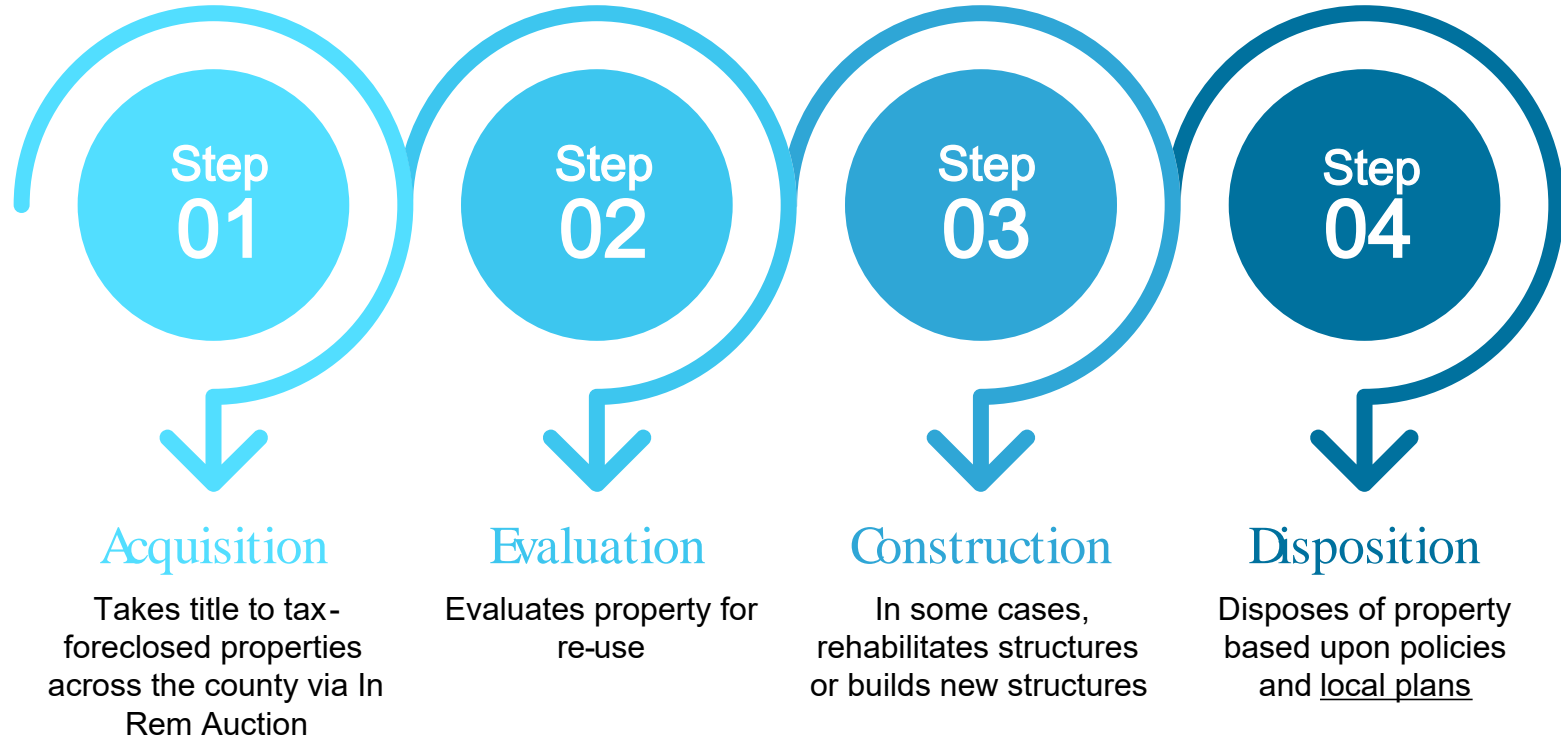 Step
01
Step
02
Step
03
Step
04
Acquisition
Takes title to tax-
foreclosed properties
across the county via In
Rem Auction
Evaluation
Evaluates property for
re-use
Construction
In some cases,
rehabilitates structures
or builds new structures
Disposition
Disposes of property
based upon policies
and local plans